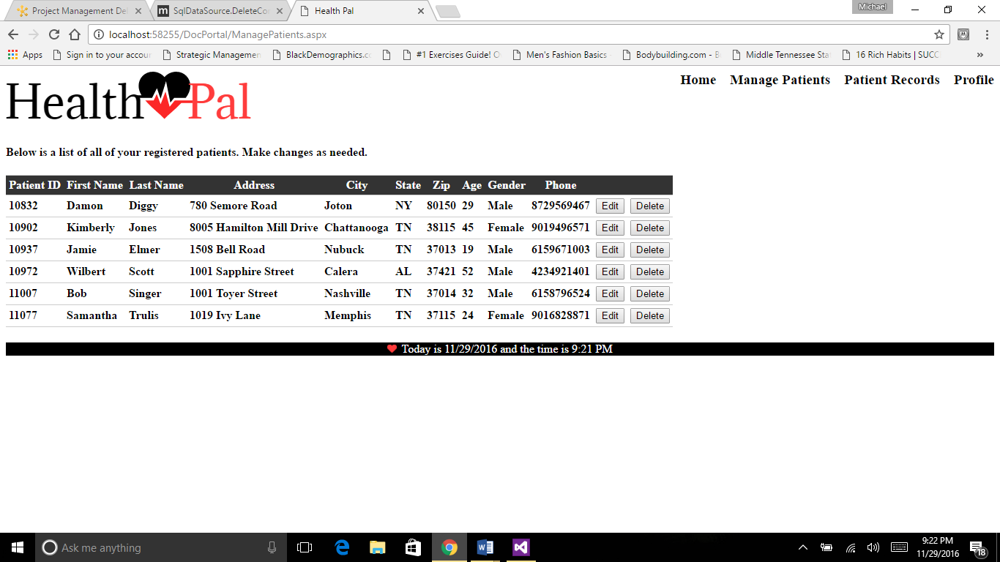 Project Management Del
SqlDataSource.DeleteCo
Health Pal
Michael
localhost:58255/DocPortal/ManagePatients.aspx
Apps Sign in to your accour Strategic Managemen BlackDemographics.c #1 Exercises Guide! O Men's Fashion Basics - Bodybuilding.com - B Middle Tennessee Sta 16 Rich Habits | SUCC »
Health Pal
Home Manage Patients Patient Records Profile
Below is a list of all of your registered patients. Make changes as needed.
Patient ID First Name Last Name Address City State Zip Age Gender Phone
10832 Damon Diggy 780 Semore Road Joton NY 80150 29 Male 8729569467 Edit Delete
10902 Kimberly Jones 8005 Hamilton Mill Drive Chattanooga TN 38115 45 Female 9019496571 Edit Delete
10937 Jamie Elmer 1508 Bell Road Nubuck TN 37013 19 Male 6159671003 Edit Delete
10972 Wilbert Scott 1001 Sapphire Street Calera AL 37421 52 Male 4234921401 Edit Delete
11007 Bob Singer 1001 Toyer Street Nashville TN 37014 32 Male 6158796524 Edit Delete
11077 Samantha Trulis 1019 Ivy Lane Memphis TN 37115 24 Female 9016828871 Edit Delete
Today is 11/29/2016 and the time is 9:21 PM
Ask me anything
9:22 PM
11/29/2016
18